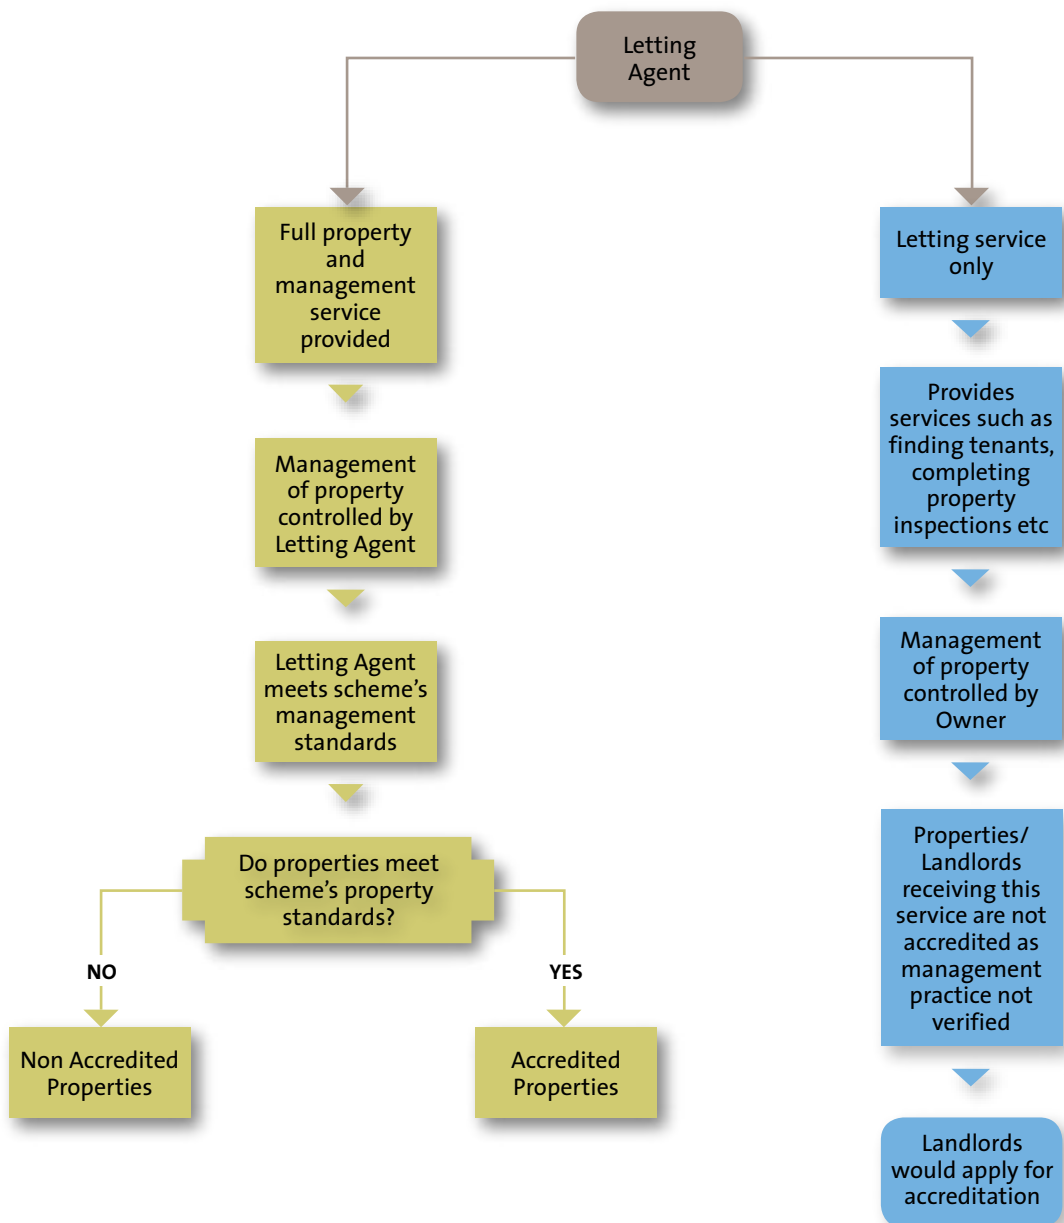 Letting
Agent
Full property
and
management
service
provided
Management
of property
controlled by
Letting Agent
Letting Agent
meets scheme’s
management
standards
Do properties meet
scheme’s property
standards?
NO
YES
Non Accredited
Properties
Accredited
Properties
Letting service
only
Provides
services such as
finding tenants,
completing
property
inspections etc
Management
of property
controlled by
Owner
Properties/
Landlords
receiving this
service are not
accredited as
management
practice not
verified
Landlords
would apply for
accreditation